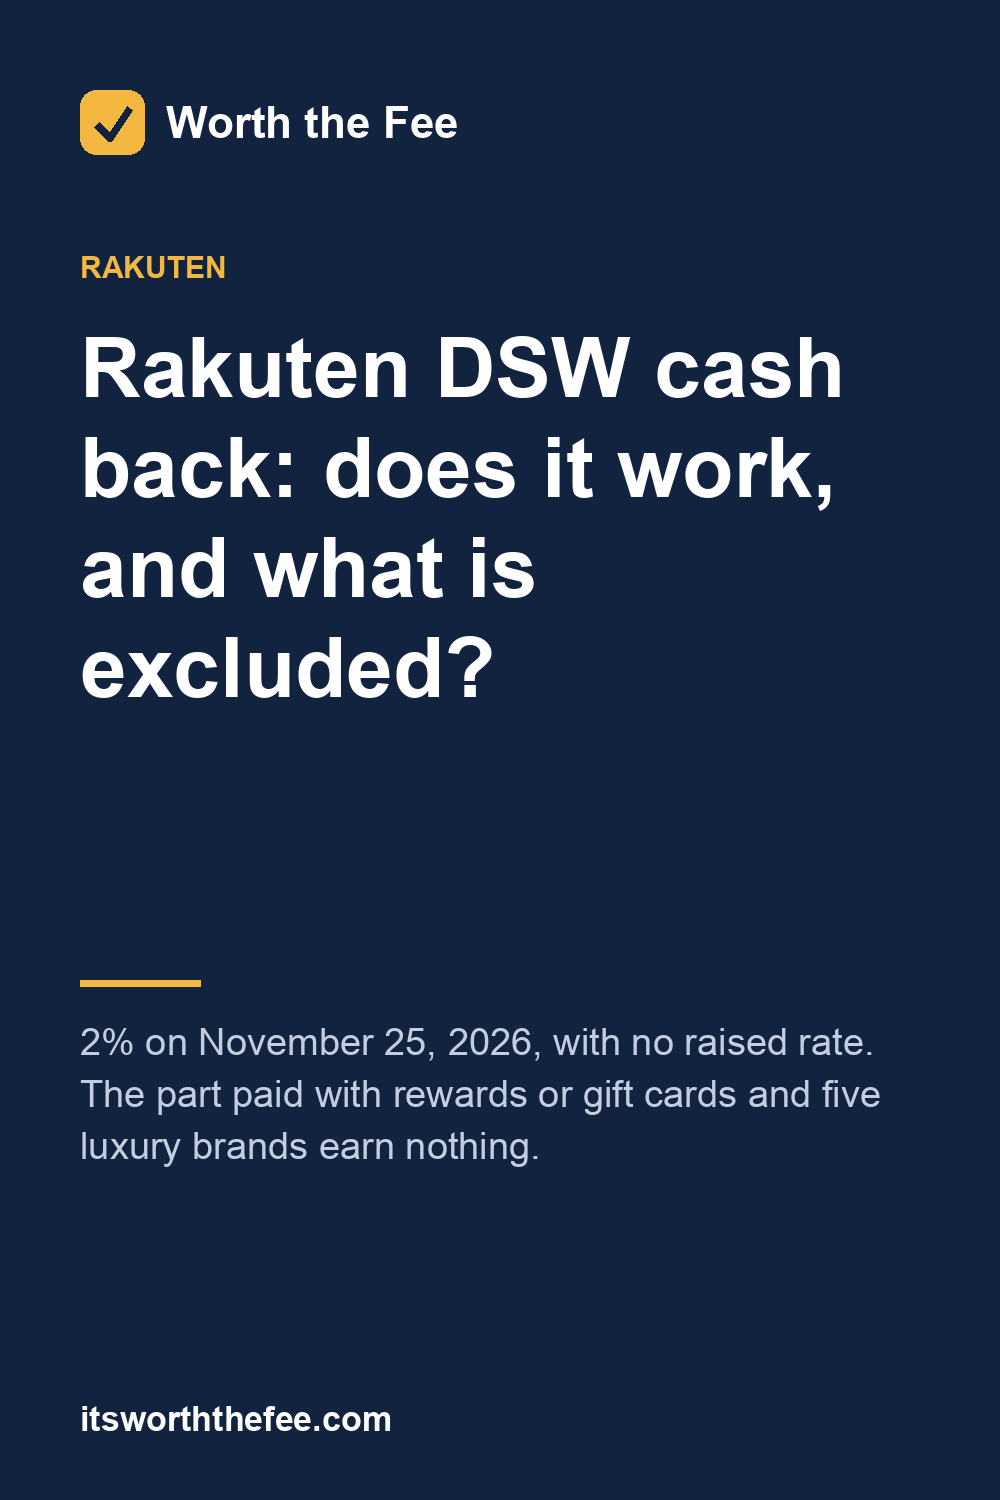 Worth the Fee
RAKUTEN
Rakuten DSW cash
back: does it work,
and what is
excluded?
2% on November 25, 2026, with no raised rate.
The part paid with rewards or gift cards and five
luxury brands earn nothing.
itsworththefee.com